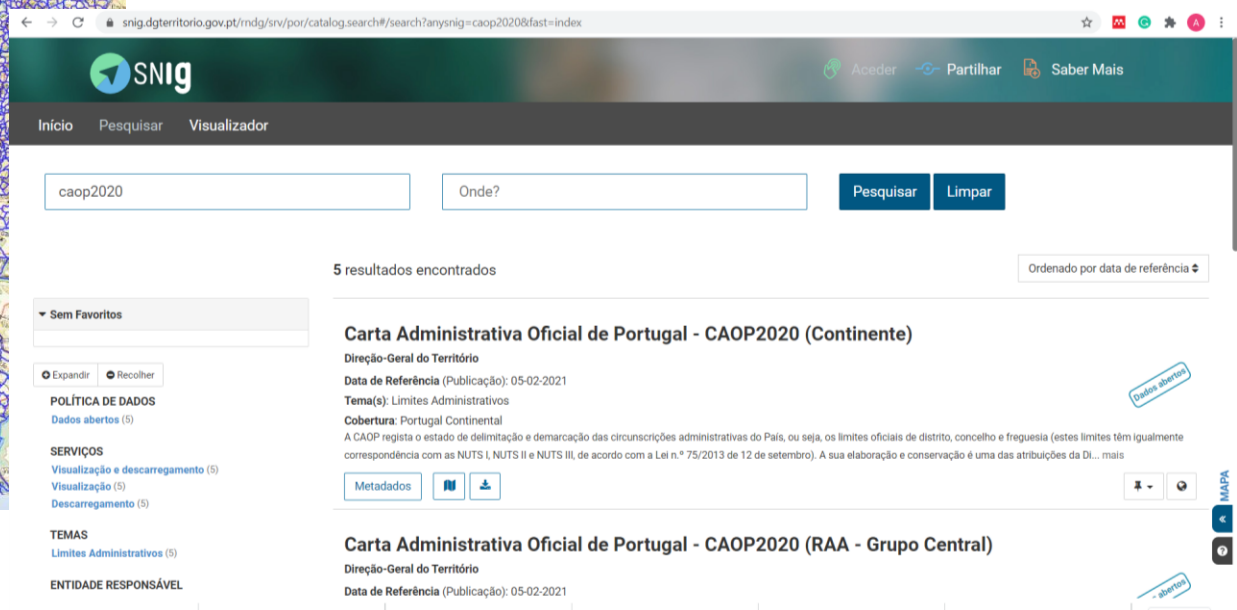 snig.dgterritorio.gov.pt/rndg/srv/por/catalog.search#/search?anysnig=caop2020&fast=index
A
SNIg
Aceder Partilhar Saber Mais
Início Pesquisar Visualizador
caop2020 Onde? Pesquisar Limpar
5 resultados encontrados Ordenado por data de referência
Sem Favoritos
Expandir Recolher
POLÍTICA DE DADOS
Dados abertos (5)
SERVIÇOS
Visualização e descarregamento (5)
Visualização (5)
Descarregamento (5)
TEMAS
Limites Administrativos (5)
ENTIDADE RESPONSÁVEL
Carta Administrativa Oficial de Portugal - CAOP2020 (Continente)
Direção-Geral do Território
Data de Referência (Publicação): 05-02-2021
Tema(s): Limites Administrativos
Cobertura: Portugal Continental
A CAOP regista o estado de delimitação e demarcação das circunscrições administrativas do País, ou seja, os limites oficiais de distrito, concelho e freguesia (estes limites têm igualmente
correspondência com as NUTS I, NUTS II e NUTS III, de acordo com a Lei n.º 75/2013 de 12 de setembro). A sua elaboração e conservação é uma das atribuições da Di... mais
Dados abertos
Metadados
MAPA
Carta Administrativa Oficial de Portugal - CAOP2020 (RAA - Grupo Central)
Direção-Geral do Território
Data de Referência (Publicação): 05-02-2021
abertos